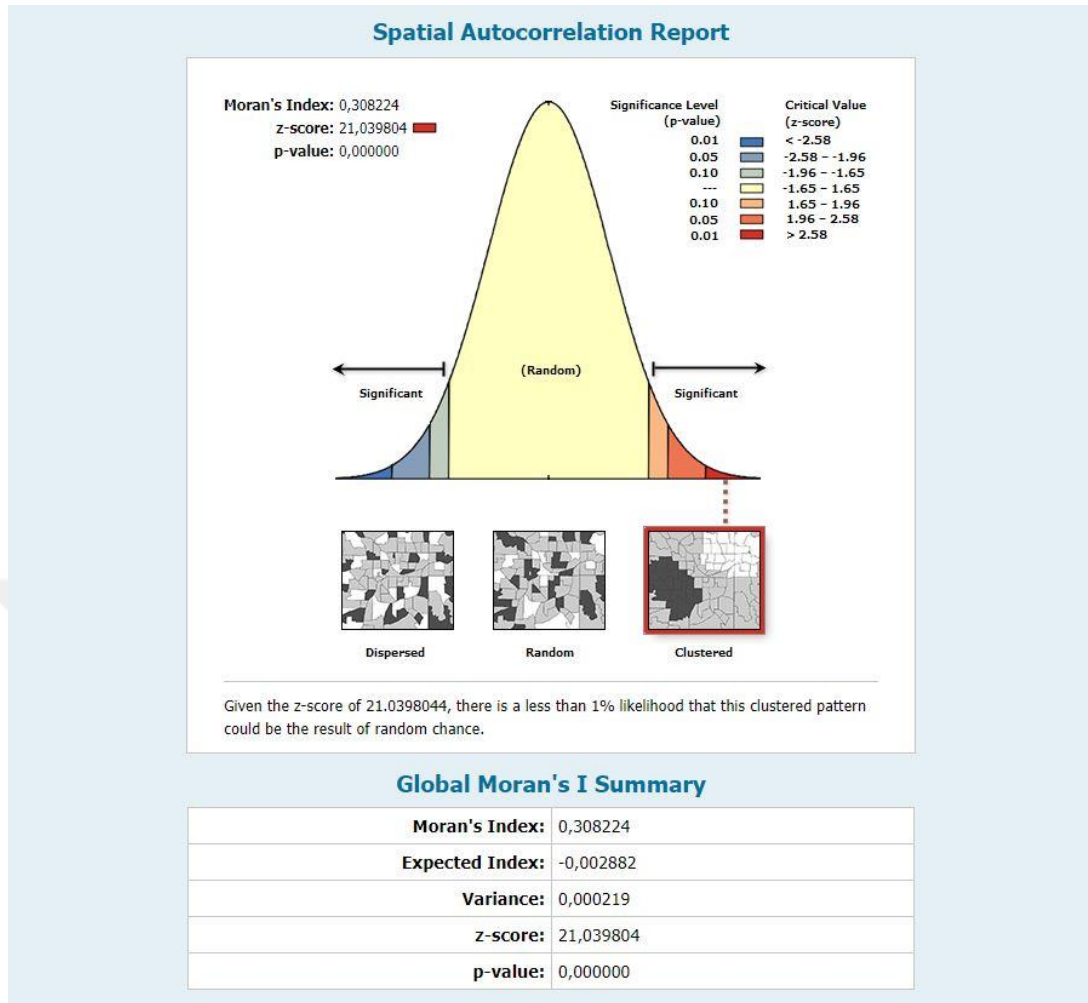 Spatial Autocorrelation Report
Moran's Index: 0,308224
z-score: 21,039804
p-value: 0,000000
Significance Level Critical Value
(p-value) (z-score)
0.01 < -2.58
0.05 -2.58 – -1.96
0.10 -1.96 – -1.65
--- -1.65 – 1.65
0.10 1.65 – 1.96
0.05 1.96 – 2.58
0.01 > 2.58
(Random)
Significant Significant
Dispersed Random Clustered
Given the z-score of 21.0398044, there is a less than 1% likelihood that this clustered pattern
could be the result of random chance.
Global Moran's I Summary
Moran's Index: 0,308224
Expected Index: -0,002882
Variance: 0,000219
z-score: 21,039804
p-value: 0,000000